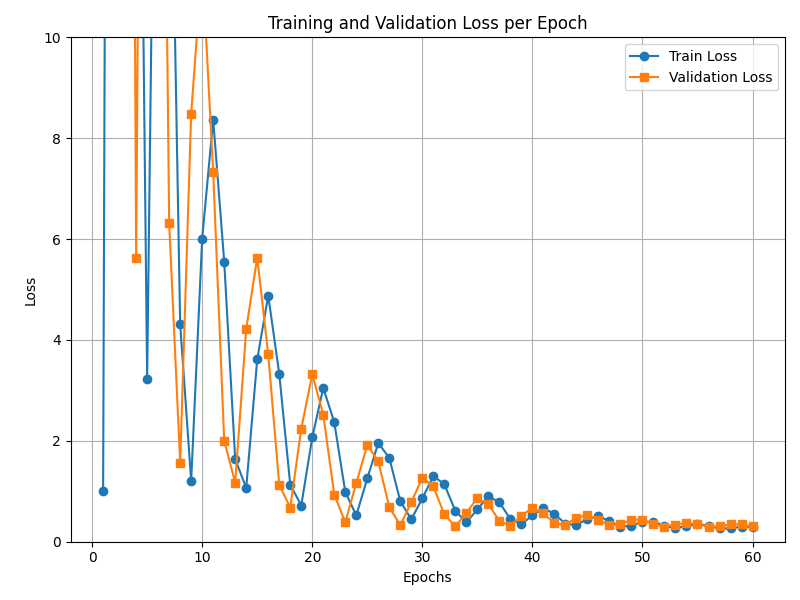 Training and Validation Loss per Epoch
Train Loss
Validation Loss
Loss
10
8
6
4
2
0
0 10 20 30 40 50 60
Epochs